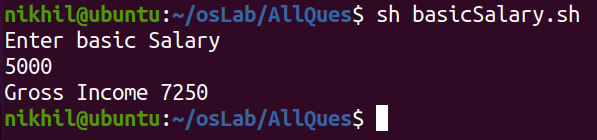 nikhil@ubuntu:~/osLab/AllQues$ sh basicSalary.sh
Enter basic Salary
5000
Gross Income 7250
nikhil@ubuntu:~/osLab/AllQues$